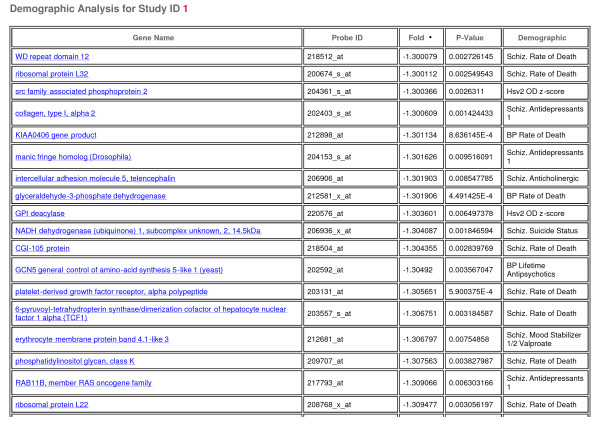 Demographic Analysis for Study ID 1
Gene Name Probe ID Fold P-Value Demographic
WD repeat domain 12 218512_at -1.300079 0.002726145 Schiz. Rate of Death
ribosomal protein L32 200674_s_at -1.300112 0.002549543 Schiz. Rate of Death
src family associated phosphoprotein 2 204361_s_at -1.300366 0.0026311 Hsv2 OD z-score
collagen, type I, alpha 2 202403_s_at -1.300609 0.001424433 Schiz. Antidepressants
1
KIAA0406 gene product 212898_at -1.301134 8.636145E-4 BP Rate of Death
manic fringe homolog (Drosophila) 204153_s_at -1.301626 0.009516091 Schiz. Antidepressants
1
intercellular adhesion molecule 5, telencephalin 206906_at -1.301903 0.008547785 Schiz. Anticholinergic
glyceraldehyde-3-phosphate dehydrogenase 212581_x_at -1.301906 4.491425E-4 BP Rate of Death
GPI deacylase 220576_at -1.303601 0.006497378 Hsv2 OD z-score
NADH dehydrogenase (ubiquinone) 1, subcomplex unknown, 2, 14.5kDa 206936_x_at -1.304087 0.001846594 Schiz. Suicide Status
CGI-105 protein 218504_at -1.304355 0.002839769 Schiz. Rate of Death
GCN5 general control of amino-acid synthesis 5-like 1 (yeast) 202592_at -1.30492 0.003567047 BP Lifetime
Antipsychotics
platelet-derived growth factor receptor, alpha polypeptide 203131_at -1.305651 5.900375E-4 Schiz. Rate of Death
6-pyruvoyl-tetrahydropterin synthase/dimerization cofactor of hepatocyte nuclear
factor 1 alpha (TCF1) 203557_s_at -1.306751 0.003184587 Schiz. Rate of Death
erythrocyte membrane protein band 4.1-like 3 212681_at -1.306797 0.00754858 Schiz. Mood Stabilizer
1/2 Valproate
phosphatidylinositol glycan, class K 209707_at -1.307563 0.003827987 Schiz. Rate of Death
RAB11B, member RAS oncogene family 217793_at -1.309066 0.006303166 Schiz. Antidepressants
1
ribosomal protein L22 208768_x_at -1.309477 0.003056197 Schiz. Rate of Death